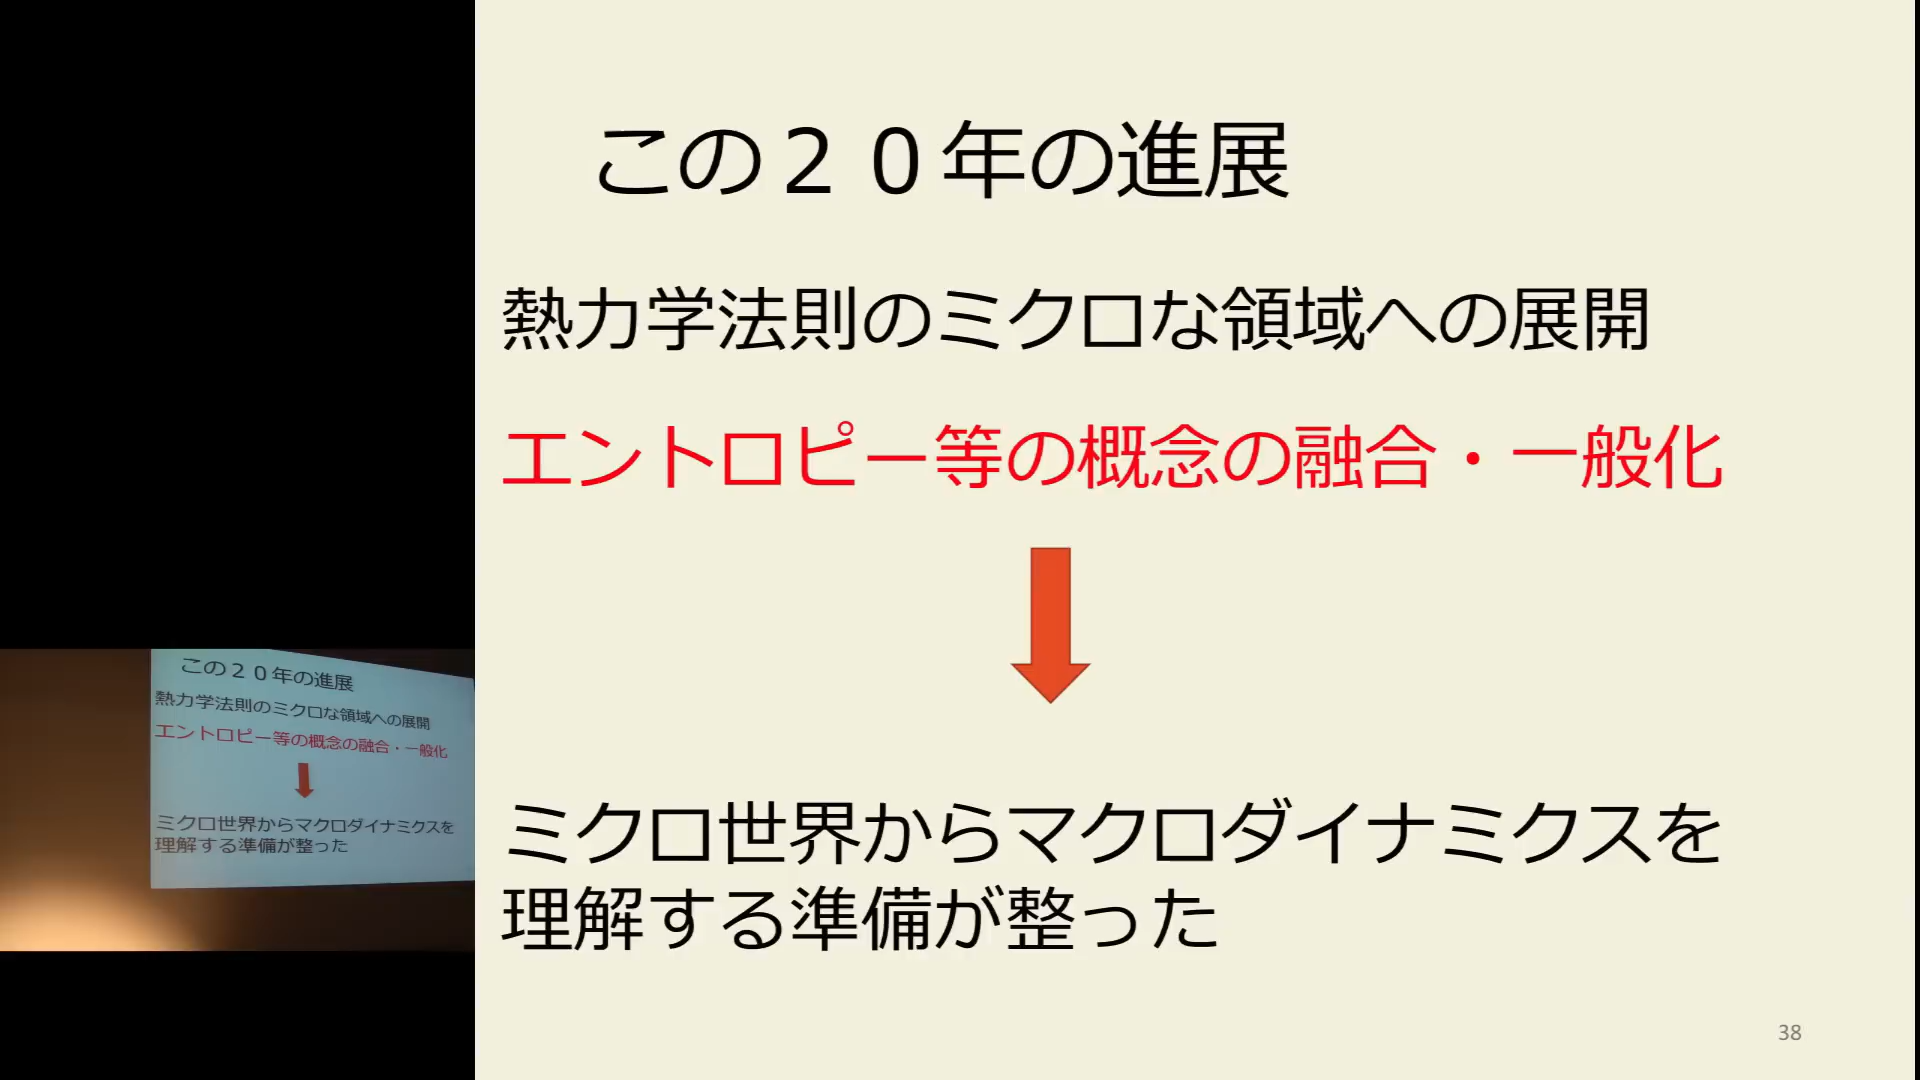 この２０年の進展
熱力学法則のミクロな領域への展開
エントロピー等の概念の融合・一般化
ミクロ世界からマクロダイナミクスを
理解する準備が整った
38
この２０年の進展
熱力学法則のミクロな領域への展開
エントロピー等の概念の融合・一般化
ミクロ世界からマクロダイナミクスを
理解する準備が整った